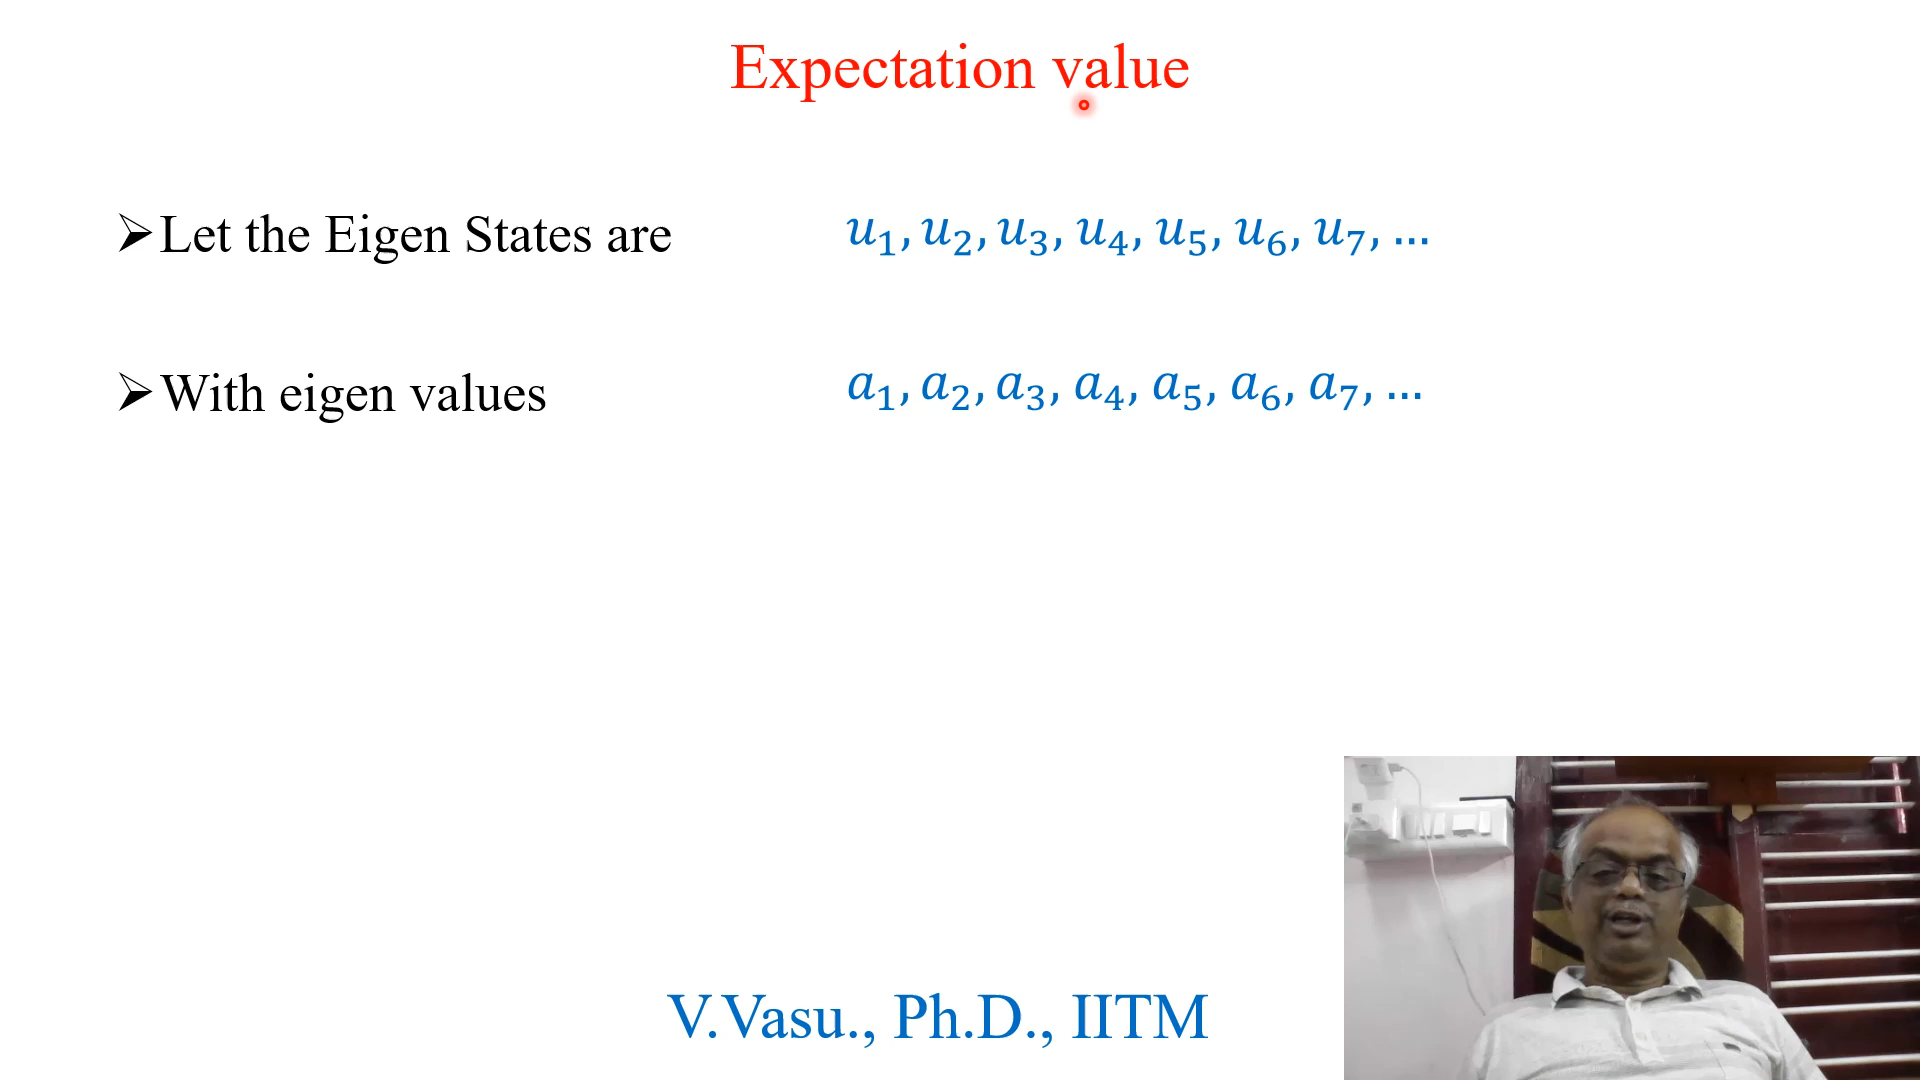 Expectation value
➢Let the Eigen States are u₁, u₂, u₃, u₄, u₅, u₆, u₇, …
➢With eigen values a₁, a₂, a₃, a₄, a₅, a₆, a₇, …
V.Vasu., Ph.D., IITM